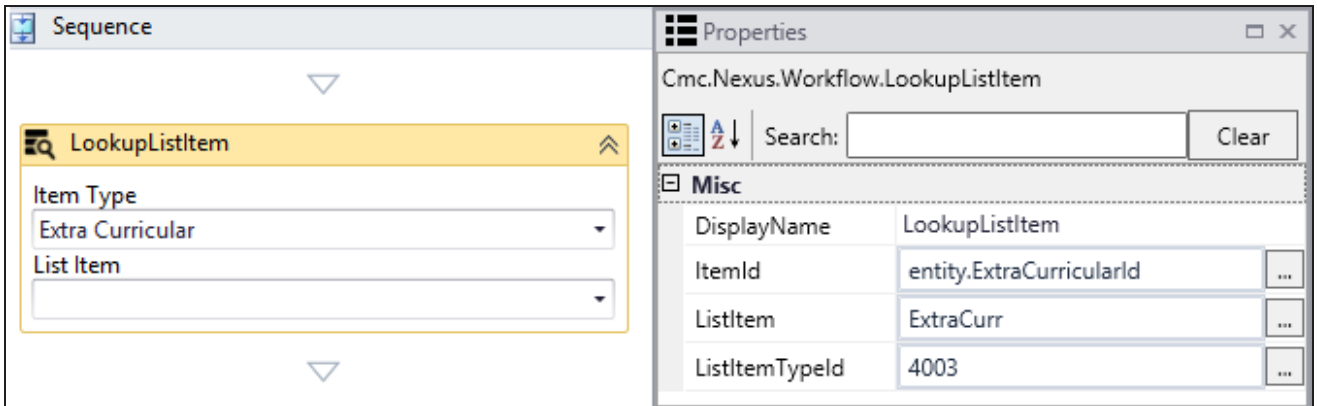 Sequence
LookupListItem
Item Type
Extra Curricular
List Item
Properties
Cmc.Nexus.Workflow.LookupListItem
A
Z
Search:
Clear
Misc
DisplayName LookupListItem
ItemId entity.ExtraCurricularId ...
ListItem ExtraCurr ...
ListItemTypeId 4003 ...